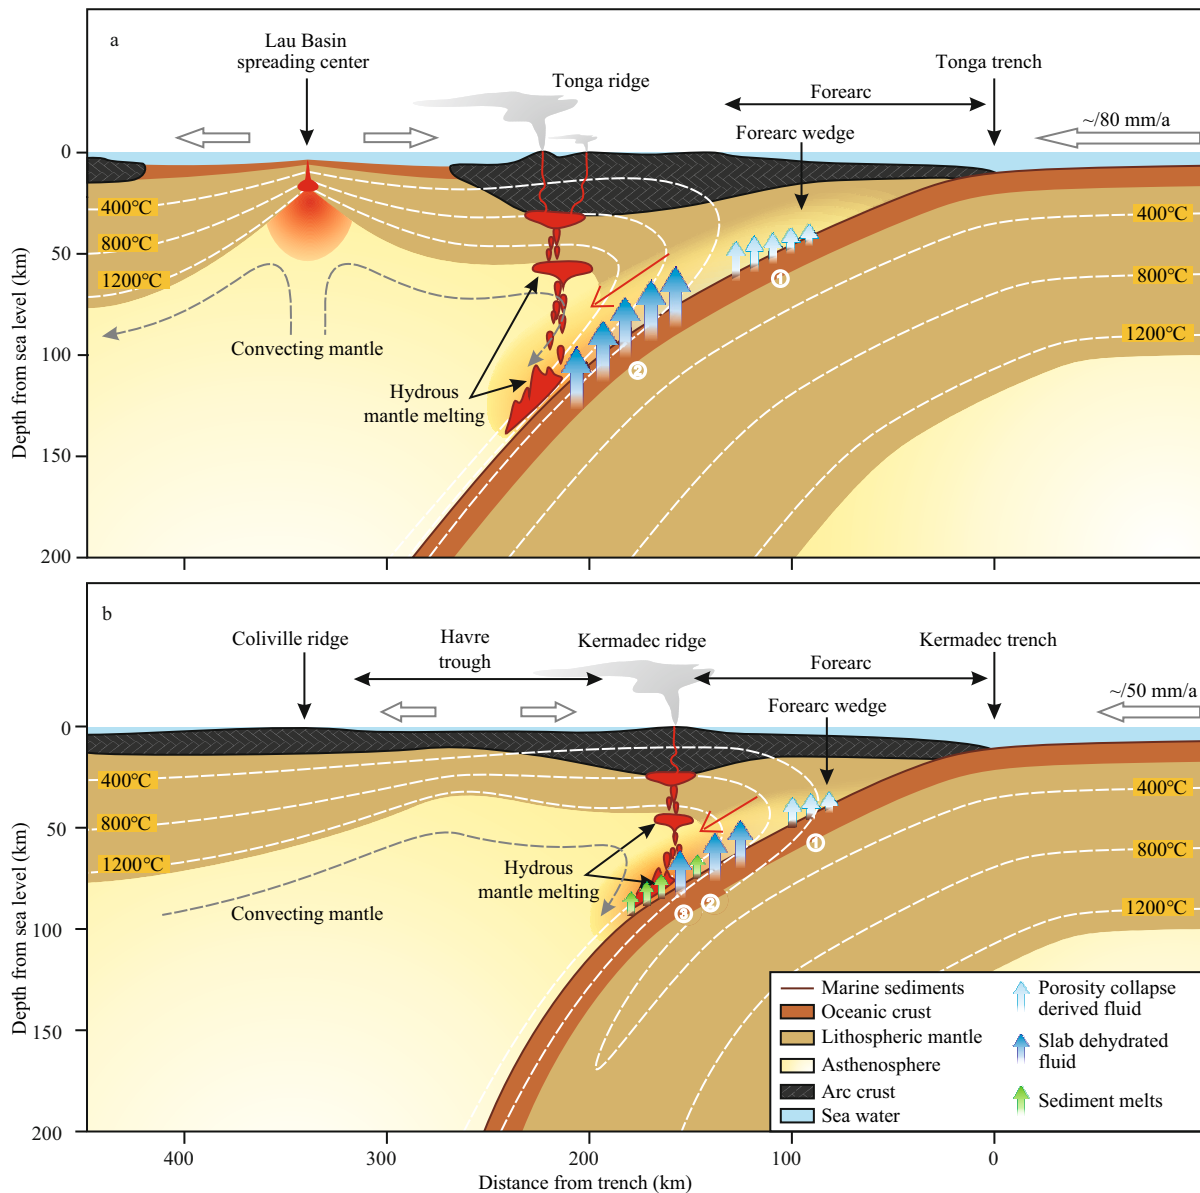 a
Lau Basin
spreading center
Tonga ridge
Tonga trench
Forearc
Forearc wedge
~/80 mm/a
0
50
100
150
200
Depth from sea level (km)
400℃
800℃
1200℃
400℃
800℃
1200℃
Convecting mantle
Hydrous
mantle melting
①
②
b
Coliville ridge
Havre
trough
Kermadec ridge
Kermadec trench
Forearc
Forearc wedge
~/50 mm/a
0
50
100
150
200
Depth from sea level (km)
400℃
800℃
1200℃
400℃
800℃
1200℃
Convecting mantle
Hydrous
mantle melting
①
②
③
Marine sediments
Oceanic crust
Lithospheric mantle
Asthenosphere
Arc crust
Sea water
Porosity collapse
derived fluid
Slab dehydrated
fluid
Sediment melts
400
300
200
100
0
Distance from trench (km)